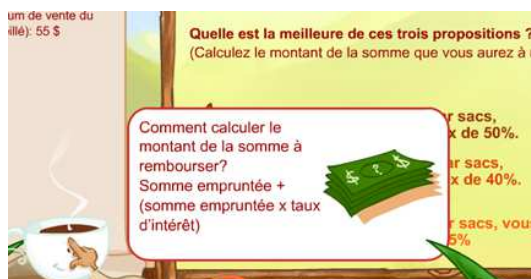 um de vente du
illé): 55 $
Quelle est la meilleure de ces trois propositions ?
(Calculez le montant de la somme que vous aurez à
r sacs,
x de 50%.
Comment calculer le
montant de la somme à
rembourser?
Somme empruntée +
(somme empruntée x taux
d'intérêt)
ar sacs,
x de 40%.
r sacs, vous
5%